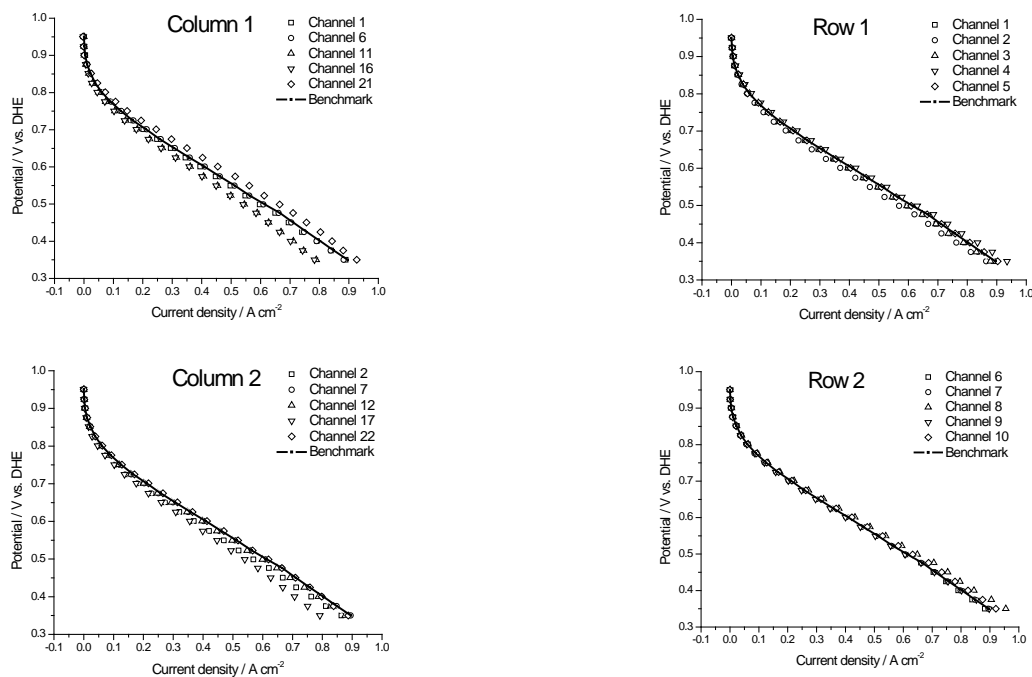 Column 1
Channel 1
Channel 6
Channel 11
Channel 16
Channel 21
Benchmark
1.0
0.9
0.8
0.7
0.6
0.5
0.4
0.3
Potential / V vs. DHE
-0.1 0.0 0.1 0.2 0.3 0.4 0.5 0.6 0.7 0.8 0.9 1.0
Current density / A cm-2
Row 1
Channel 1
Channel 2
Channel 3
Channel 4
Channel 5
Benchmark
1.0
0.9
0.8
0.7
0.6
0.5
0.4
0.3
Potential / V vs. DHE
-0.1 0.0 0.1 0.2 0.3 0.4 0.5 0.6 0.7 0.8 0.9 1.0
Current density / A cm-2
Column 2
Channel 2
Channel 7
Channel 12
Channel 17
Channel 22
Benchmark
1.0
0.9
0.8
0.7
0.6
0.5
0.4
0.3
Potential / V vs. DHE
-0.1 0.0 0.1 0.2 0.3 0.4 0.5 0.6 0.7 0.8 0.9 1.0
Current density / A cm-2
Row 2
Channel 6
Channel 7
Channel 8
Channel 9
Channel 10
Benchmark
1.0
0.9
0.8
0.7
0.6
0.5
0.4
0.3
Potential / V vs. DHE
-0.1 0.0 0.1 0.2 0.3 0.4 0.5 0.6 0.7 0.8 0.9 1.0
Current density / A cm-2